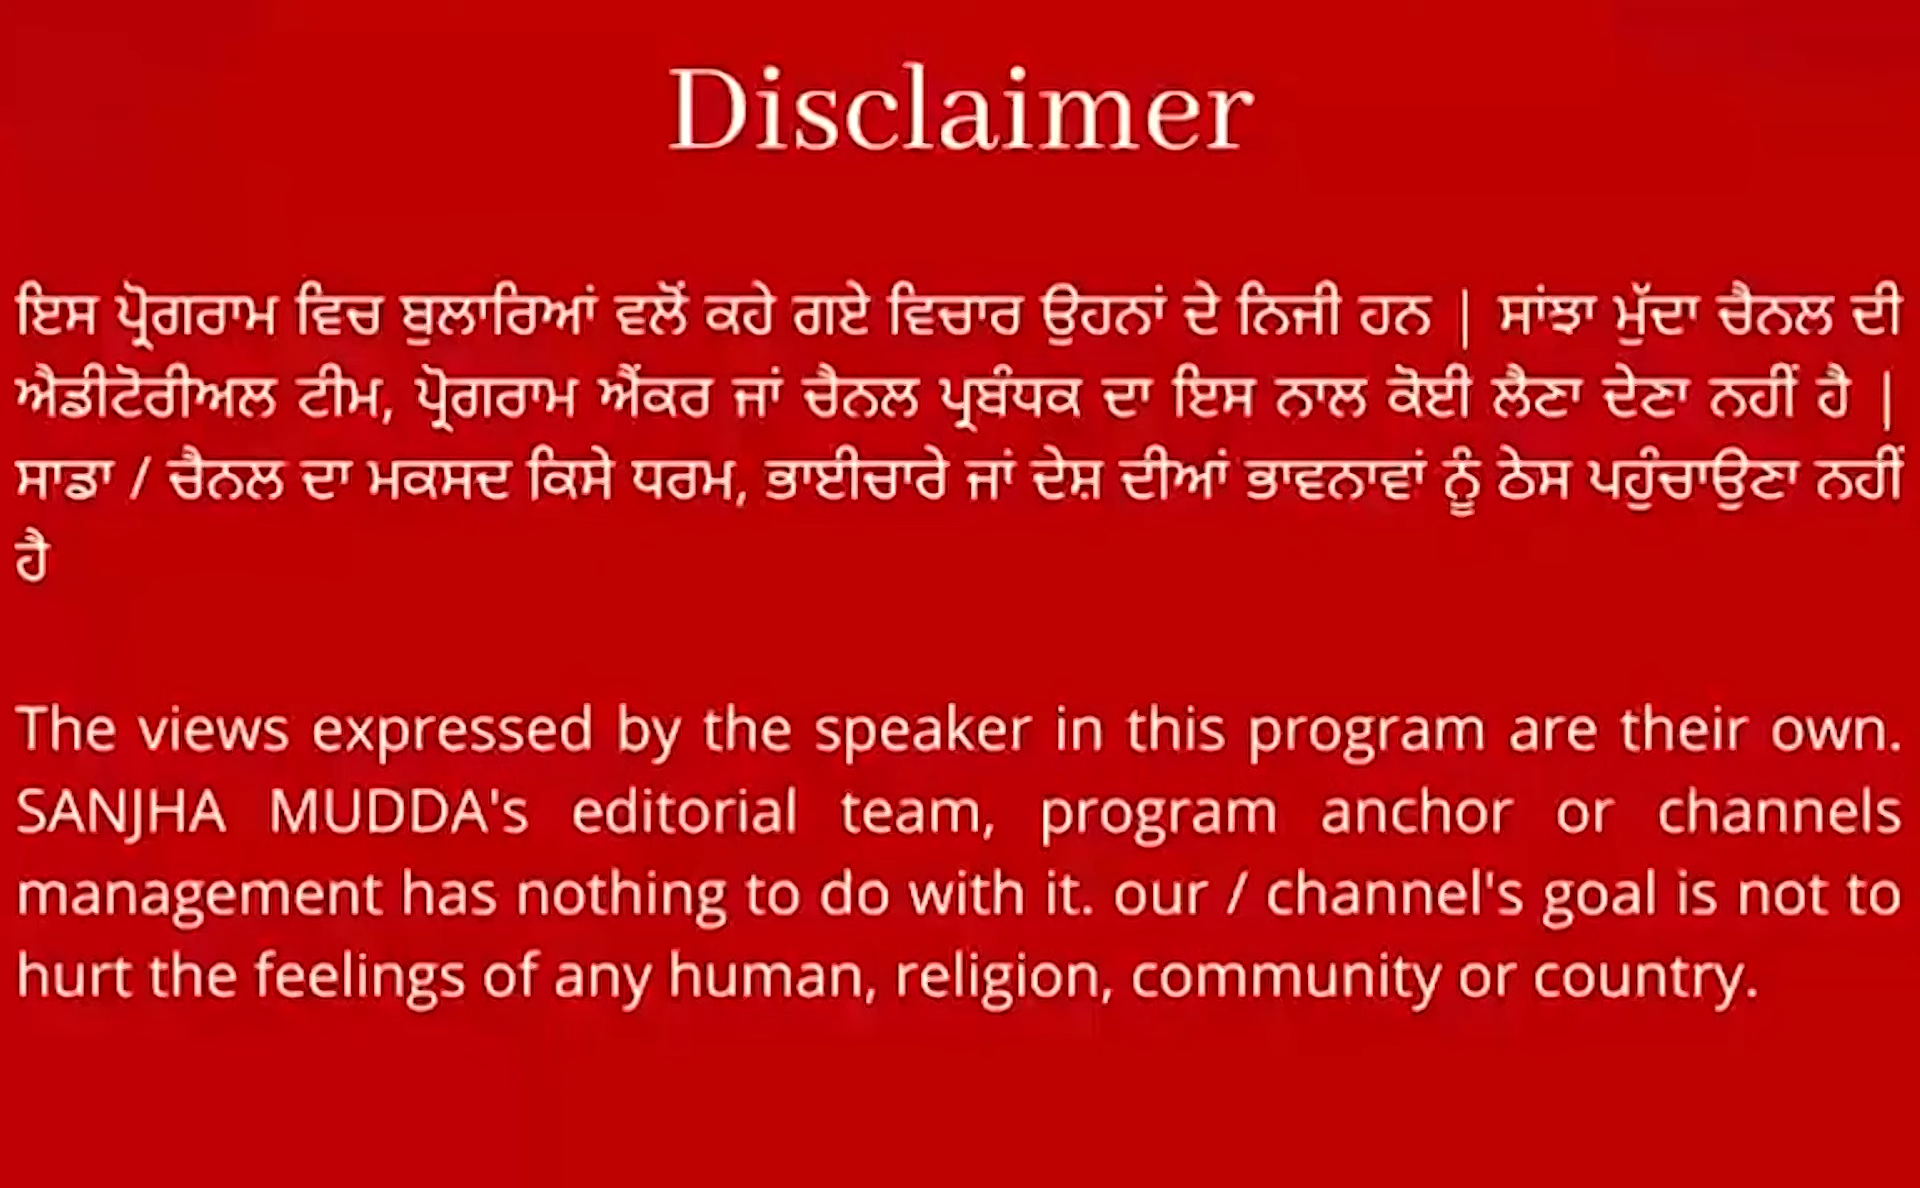 Disclaimer
ਇਸ ਪ੍ਰੋਗਰਾਮ ਵਿਚ ਬੁਲਾਰਿਆਂ ਵਲੋਂ ਕਹੇ ਗਏ ਵਿਚਾਰ ਉਹਨਾਂ ਦੇ ਨਿਜੀ ਹਨ | ਸਾਂਝਾ ਮੁੱਦਾ ਚੈਨਲ ਦੀ
ਐਡੀਟੋਰੀਅਲ ਟੀਮ, ਪ੍ਰੋਗਰਾਮ ਐਂਕਰ ਜਾਂ ਚੈਨਲ ਪ੍ਰਬੰਧਕ ਦਾ ਇਸ ਨਾਲ ਕੋਈ ਲੈਣਾ ਦੇਣਾ ਨਹੀਂ ਹੈ |
ਸਾਡਾ / ਚੈਨਲ ਦਾ ਮਕਸਦ ਕਿਸੇ ਧਰਮ, ਭਾਈਚਾਰੇ ਜਾਂ ਦੇਸ਼ ਦੀਆਂ ਭਾਵਨਾਵਾਂ ਨੂੰ ਠੇਸ ਪਹੁੰਚਾਉਣਾ ਨਹੀਂ
ਹੈ
The views expressed by the speaker in this program are their own.
SANJHA MUDDA's editorial team, program anchor or channels
management has nothing to do with it. our / channel's goal is not to
hurt the feelings of any human, religion, community or country.